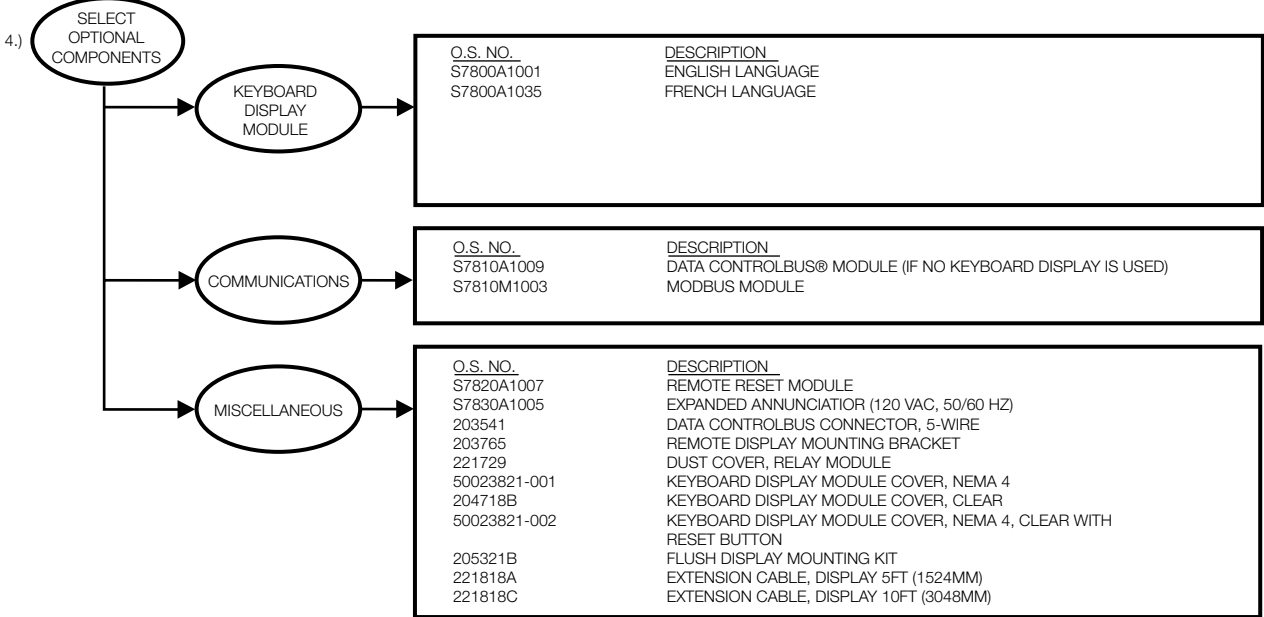 4.)
SELECT
OPTIONAL
COMPONENTS
KEYBOARD
DISPLAY
MODULE
O.S. NO. DESCRIPTION
S7800A1001 ENGLISH LANGUAGE
S7800A1035 FRENCH LANGUAGE
COMMUNICATIONS
O.S. NO. DESCRIPTION
S7810A1009 DATA CONTROLBUS® MODULE (IF NO KEYBOARD DISPLAY IS USED)
S7810M1003 MODBUS MODULE
MISCELLANEOUS
O.S. NO. DESCRIPTION
S7820A1007 REMOTE RESET MODULE
S7830A1005 EXPANDED ANNUNCIATIOR (120 VAC, 50/60 HZ)
203541 DATA CONTROLBUS CONNECTOR, 5-WIRE
203765 REMOTE DISPLAY MOUNTING BRACKET
221729 DUST COVER, RELAY MODULE
50023821-001 KEYBOARD DISPLAY MODULE COVER, NEMA 4
204718B KEYBOARD DISPLAY MODULE COVER, CLEAR
50023821-002 KEYBOARD DISPLAY MODULE COVER, NEMA 4, CLEAR WITH
RESET BUTTON
205321B FLUSH DISPLAY MOUNTING KIT
221818A EXTENSION CABLE, DISPLAY 5FT (1524MM)
221818C EXTENSION CABLE, DISPLAY 10FT (3048MM)